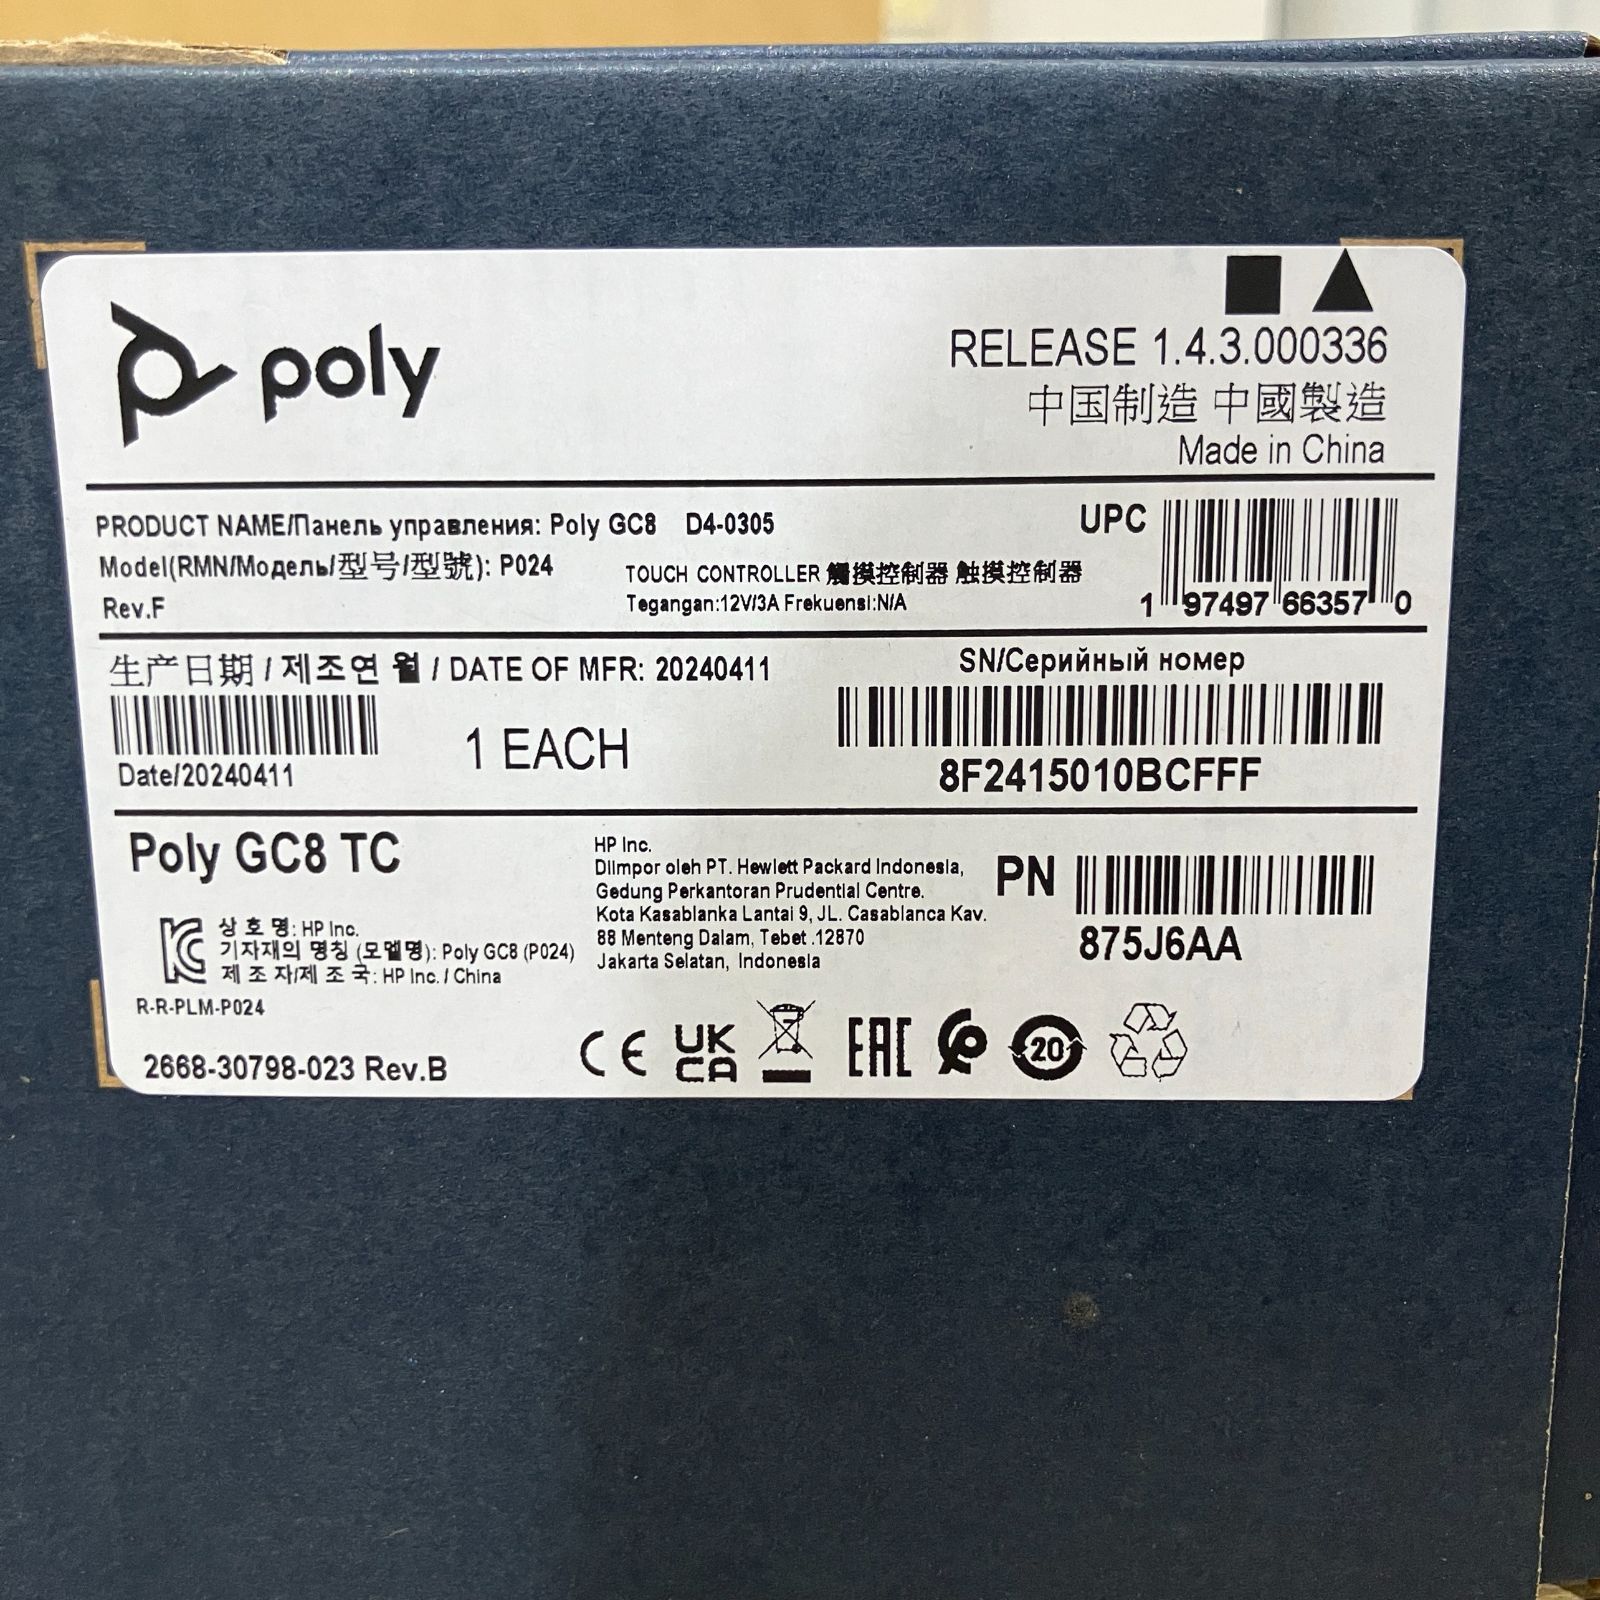 poly
RELEASE 1.4.3.000336
中国制造 中國製造
Made in China
PRODUCT NAME/Панель управления: Poly GC8 D4-0305
UPC
Model(RMN/Модель/型号/型號): P024
TOUCH CONTROLLER 觸摸控制器 触摸控制器
Rev.F
Tegangan:12V/3A Frekuensi:N/A
1 97497 66357 0
生产日期 / 제조연 월 / DATE OF MFR: 20240411
SN/Серийный номер
Date/20240411
1 EACH
8F2415010BCFFF
Poly GC8 TC
HP Inc.
Diimpor oleh PT. Hewlett Packard Indonesia,
Gedung Perkantoran Prudential Centre.
Kota Kasablanka Lantai 9, JL. Casablanca Kav.
88 Menteng Dalam, Tebet .12870
Jakarta Selatan, Indonesia
PN
875J6AA
상 호 명: HP Inc.
기자재의 명칭 (모델명): Poly GC8 (P024)
제 조 자/제 조 국: HP Inc. / China
R-R-PLM-P024
2668-30798-023 Rev.B
CE
UK
CA
EAC
20